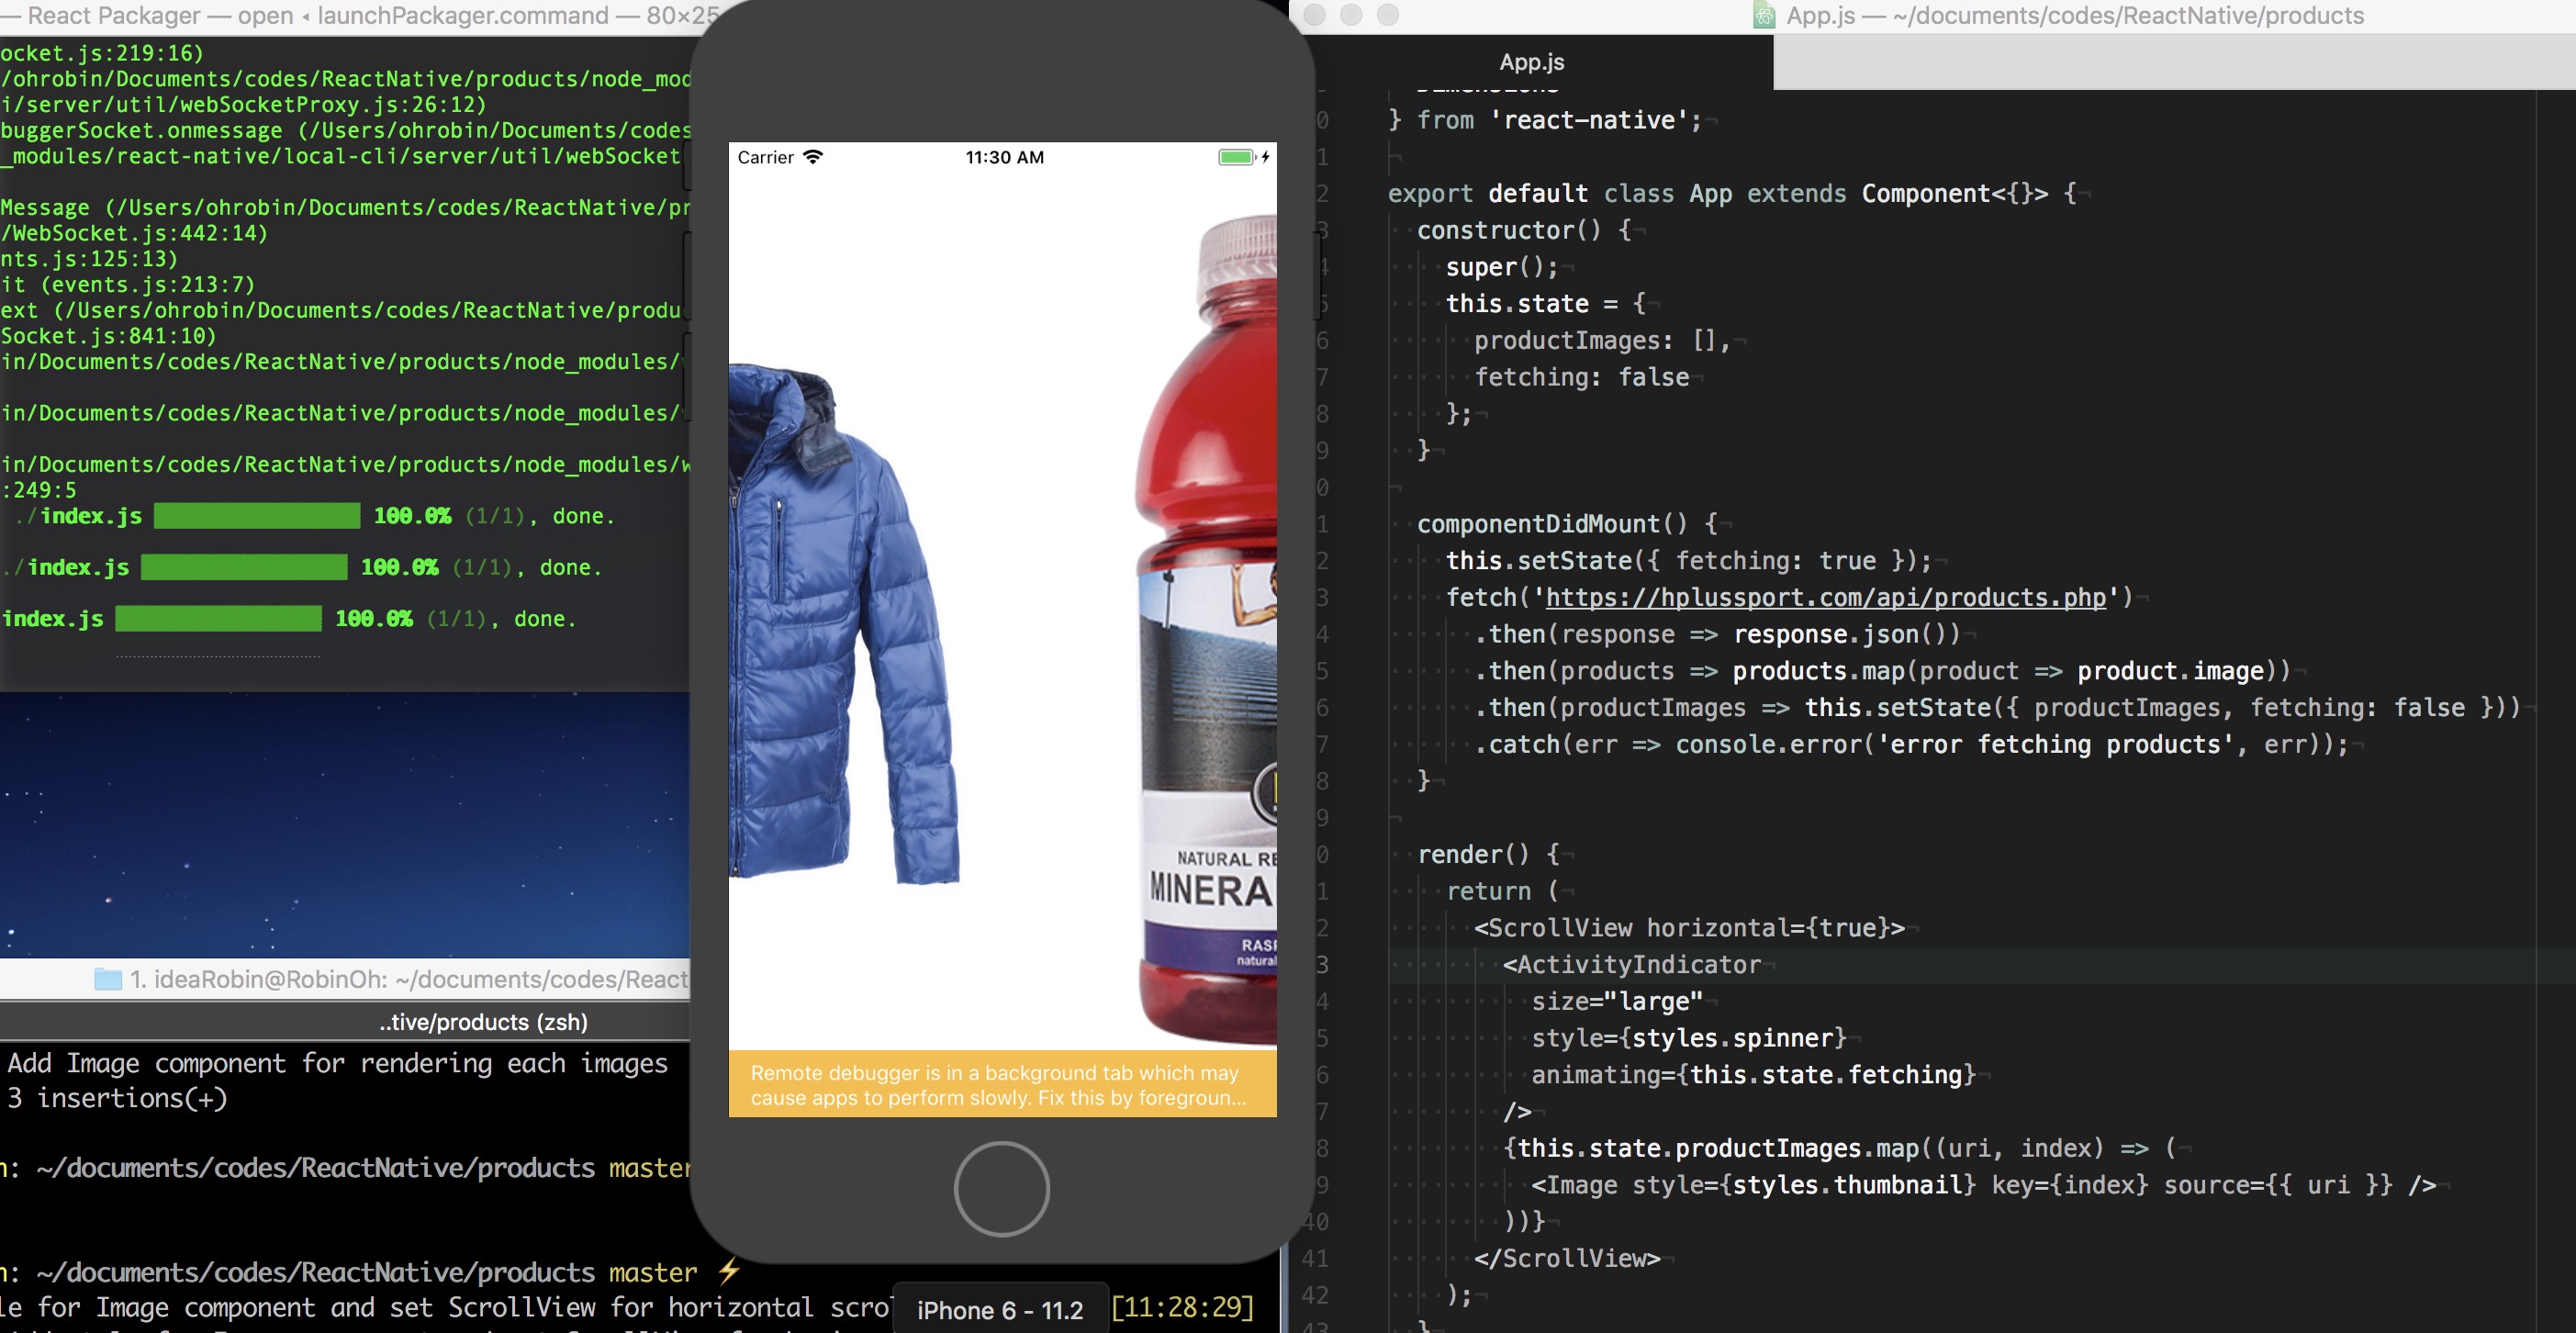 — React Packager — open ◂ launchPackager.command — 80×25
ocket.js:219:16)
/ohrobin/Documents/codes/ReactNative/products/node_mod
i/server/util/webSocketProxy.js:26:12)
buggerSocket.onmessage (/Users/ohrobin/Documents/codes
_modules/react-native/local-cli/server/util/webSocket
Message (/Users/ohrobin/Documents/codes/ReactNative/pr
/WebSocket.js:442:14)
nts.js:125:13)
it (events.js:213:7)
ext (/Users/ohrobin/Documents/codes/ReactNative/produ
Socket.js:841:10)
in/Documents/codes/ReactNative/products/node_modules/
in/Documents/codes/ReactNative/products/node_modules/
in/Documents/codes/ReactNative/products/node_modules/w
:249:5
./index.js 100.0% (1/1), done.
./index.js 100.0% (1/1), done.
index.js 100.0% (1/1), done.
1. ideaRobin@RobinOh: ~/documents/codes/React
..tive/products (zsh)
Add Image component for rendering each images
3 insertions(+)
n: ~/documents/codes/ReactNative/products master
n: ~/documents/codes/ReactNative/products master ⚡
le for Image component and set ScrollView for horizontal scro
[11:28:29]
Carrier 11:30 AM
NATURAL RE
MINERA
RASP
natural
Remote debugger is in a background tab which may
cause apps to perform slowly. Fix this by foregroun...
iPhone 6 - 11.2
App.js — ~/documents/codes/ReactNative/products
App.js
Dimensions
0 } from 'react-native';
1
2 export default class App extends Component<{}> {
3 constructor() {
4 super();
5 this.state = {
6 productImages: [],
7 fetching: false
8 };
9 }
0
1 componentDidMount() {
2 this.setState({ fetching: true });
3 fetch('https://hplussport.com/api/products.php')
4 .then(response => response.json())
5 .then(products => products.map(product => product.image))
6 .then(productImages => this.setState({ productImages, fetching: false }))
7 .catch(err => console.error('error fetching products', err));
8 }
9
0 render() {
1 return (
2 <ScrollView horizontal={true}>
3 <ActivityIndicator
4 size="large"
5 style={styles.spinner}
6 animating={this.state.fetching}
7 />
8 {this.state.productImages.map((uri, index) => (
9 <Image style={styles.thumbnail} key={index} source={{ uri }} />
40 ))}
41 </ScrollView>
42 );
43 }